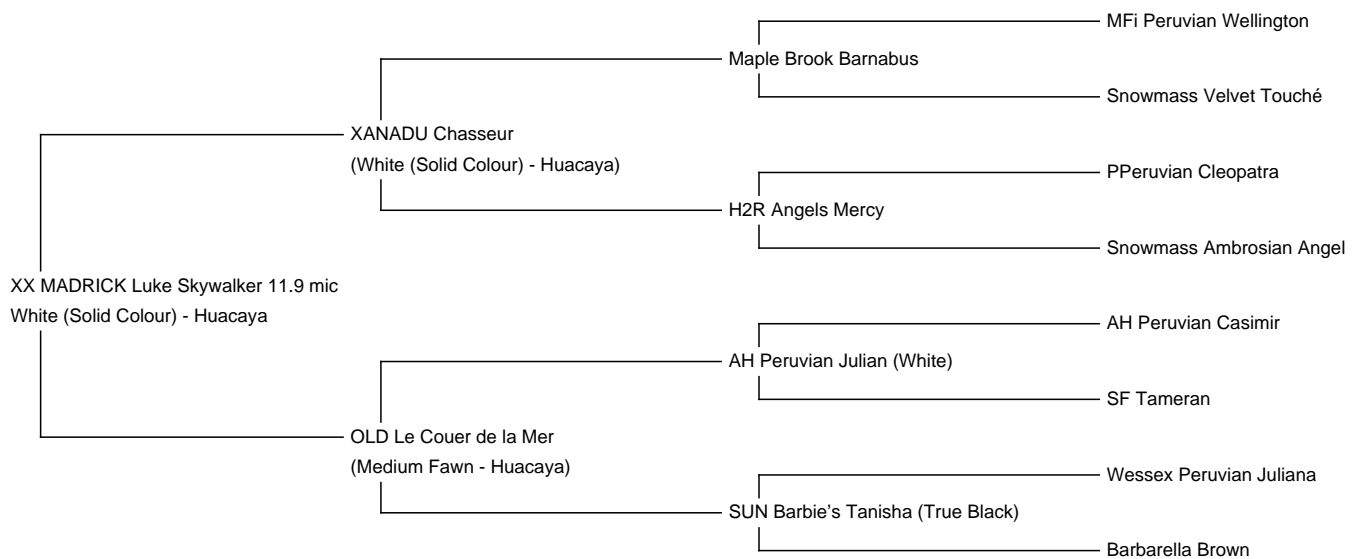 MFi Peruvian Wellington
Maple Brook Barnabus
Snowmass Velvet Touché
XANADU Chasseur
(White (Solid Colour) - Huacaya)
PPeruvian Cleopatra
H2R Angels Mercy
Snowmass Ambrosian Angel
XX MADRICK Luke Skywalker 11.9 mic
White (Solid Colour) - Huacaya
AH Peruvian Casimir
AH Peruvian Julian (White)
SF Tameran
OLD Le Couer de la Mer
(Medium Fawn - Huacaya)
Wessex Peruvian Juliana
SUN Barbie's Tanisha (True Black)
Barbarella Brown